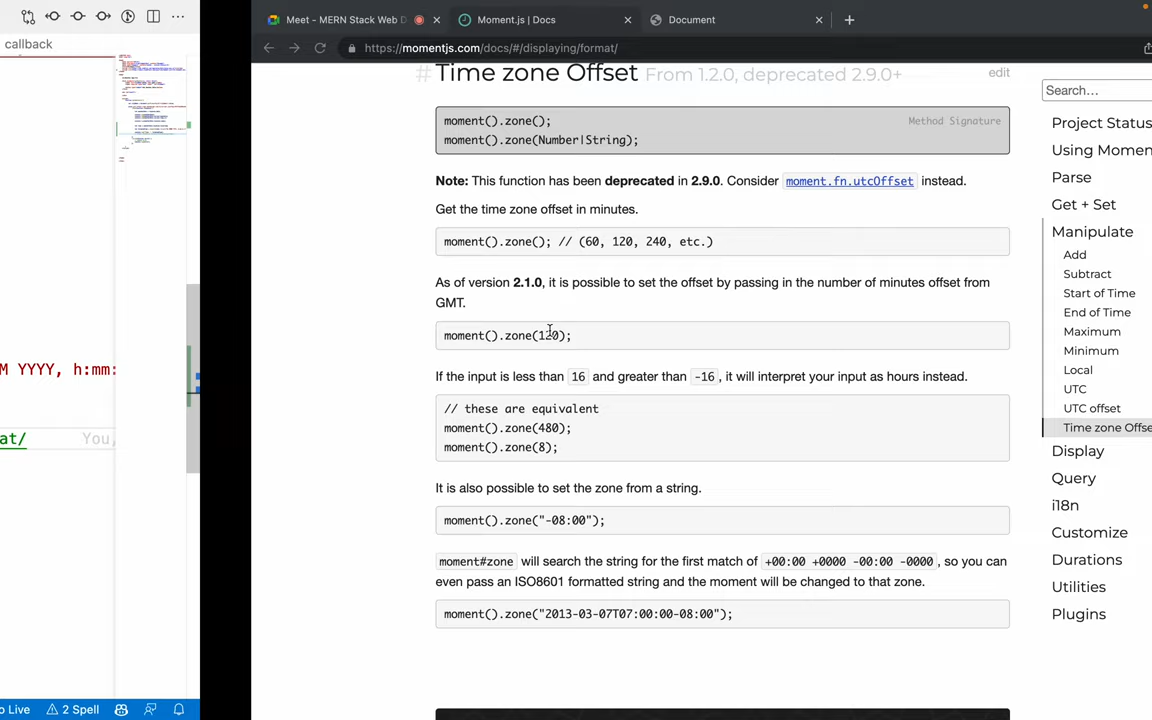 callback
M YYYY, h:mm:
at/ You,
o Live 2 Spell
Meet – MERN Stack Web D
Moment.js | Docs
Document
https://momentjs.com/docs/#/displaying/format/
# Time zone Offset From 1.2.0, deprecated 2.9.0+ edit
moment().zone(); Method Signature
moment().zone(Number|String);
Note: This function has been deprecated in 2.9.0. Consider moment.fn.utcOffset instead.
Get the time zone offset in minutes.
moment().zone(); // (60, 120, 240, etc.)
As of version 2.1.0, it is possible to set the offset by passing in the number of minutes offset from
GMT.
moment().zone(120);
If the input is less than 16 and greater than -16, it will interpret your input as hours instead.
// these are equivalent
moment().zone(480);
moment().zone(8);
It is also possible to set the zone from a string.
moment().zone("-08:00");
moment#zone will search the string for the first match of +00:00 +0000 -00:00 -0000, so you can
even pass an ISO8601 formatted string and the moment will be changed to that zone.
moment().zone("2013-03-07T07:00:00-08:00");
Search...
Project Status
Using Momen
Parse
Get + Set
Manipulate
Add
Subtract
Start of Time
End of Time
Maximum
Minimum
Local
UTC
UTC offset
Time zone Offse
Display
Query
i18n
Customize
Durations
Utilities
Plugins